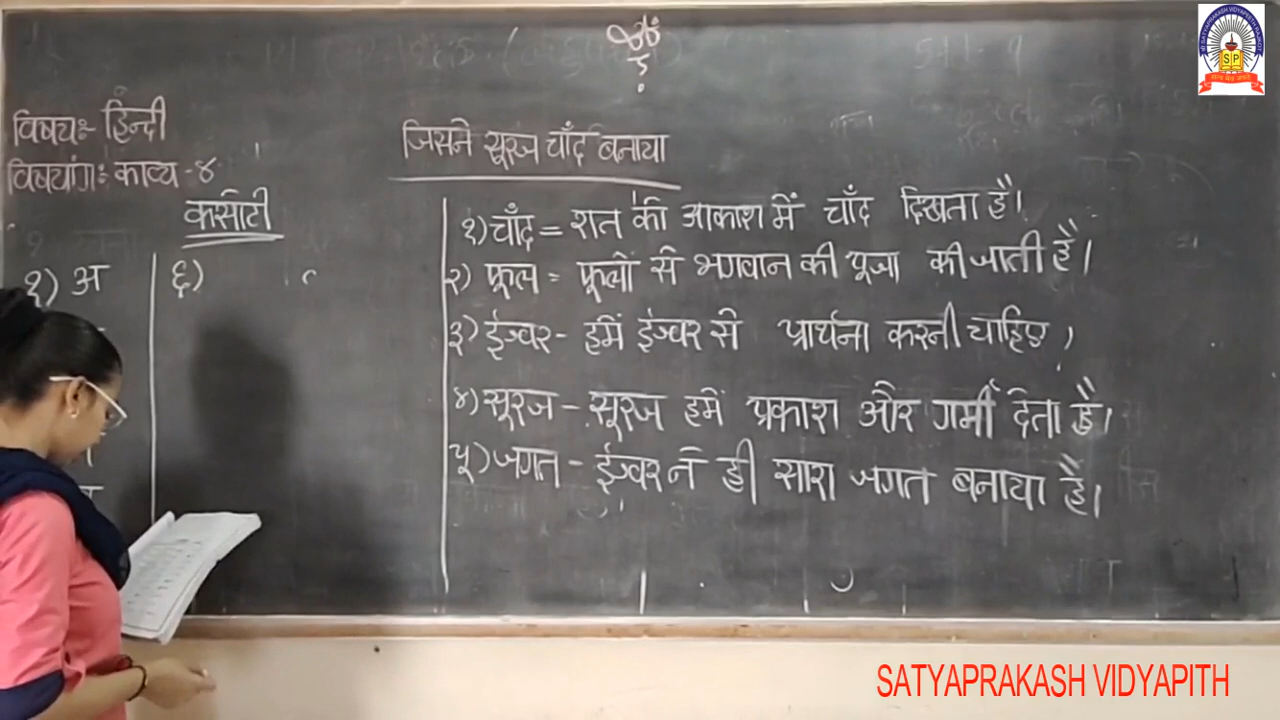 विषय:- हिन्दी
विषयांग: काव्य-४
जिसने सूरज चाँद बनाया
कसोटी
१) अ
६)
१) चाँद = रात की आकाश में चाँद दिखता है।
२) फूल = फूलों से भगवान की पूजा की जाती है।
३) ईश्वर - हमें ईश्वर से प्रार्थना करनी चाहिए,
४) सूरज - सूरज हमें प्रकाश और गर्मी देता है।
५) जगत - ईश्वर ने ही सारा जगत बनाया है।
SP
SATYAPRAKASH VIDYAPITH